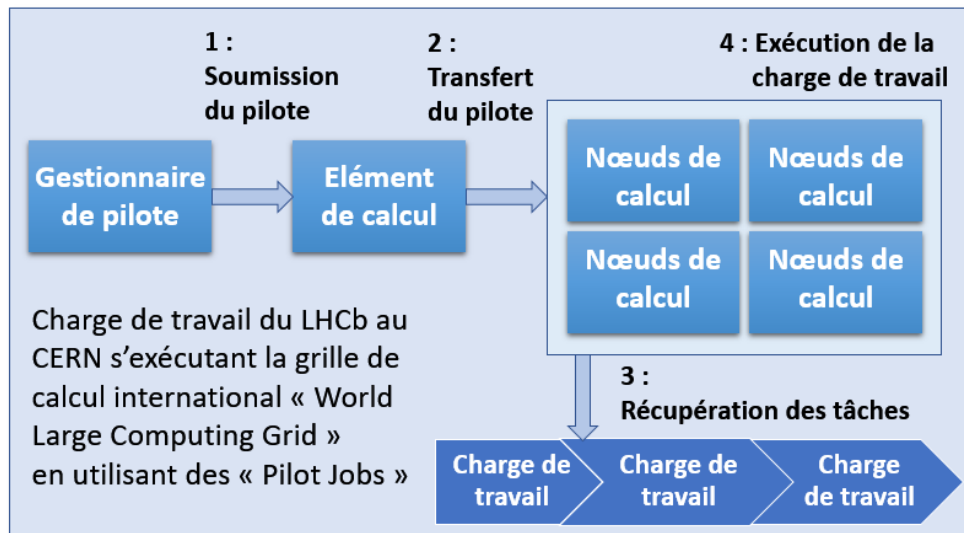 1 :
Soumission
du pilote
2 :
Transfert
du pilote
4 : Exécution de la
charge de travail
Gestionnaire
de pilote
Elément
de calcul
Nœuds de
calcul
Nœuds de
calcul
Nœuds de
calcul
Nœuds de
calcul
Charge de travail du LHCb au
CERN s’exécutant la grille de
calcul international « World
Large Computing Grid »
en utilisant des « Pilot Jobs »
3 :
Récupération des tâches
Charge de
travail
Charge de
travail
Charge
de travail